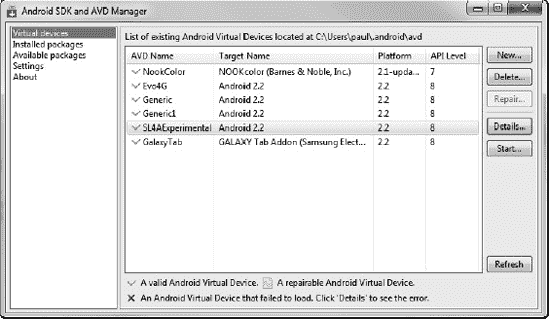 Android SDK and AVD Manager
Virtual devices
Installed packages
Available packages
Settings
About
List of existing Android Virtual Devices located at C:\Users\paul\.android\avd
AVD Name Target Name Platform API Level
NookColor NOOKcolor (Barnes & Noble, Inc.) 2.1-upda... 7
Evo4G Android 2.2 2.2 8
Generic Android 2.2 2.2 8
Generic1 Android 2.2 2.2 8
SL4AExperimental Android 2.2 2.2 8
GalaxyTab GALAXY Tab Addon (Samsung Elect... 2.2 8
New...
Delete...
Repair...
Details...
Start...
Refresh
A valid Android Virtual Device. A repairable Android Virtual Device.
An Android Virtual Device that failed to load. Click 'Details' to see the error.